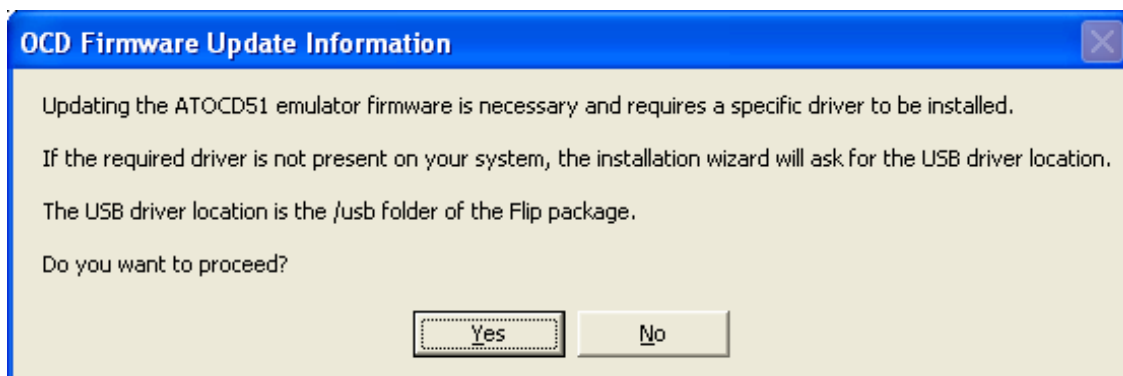 OCD Firmware Update Information
Updating the ATOCD51 emulator firmware is necessary and requires a specific driver to be installed.
If the required driver is not present on your system, the installation wizard will ask for the USB driver location.
The USB driver location is the /usb folder of the Flip package.
Do you want to proceed?
Yes
No